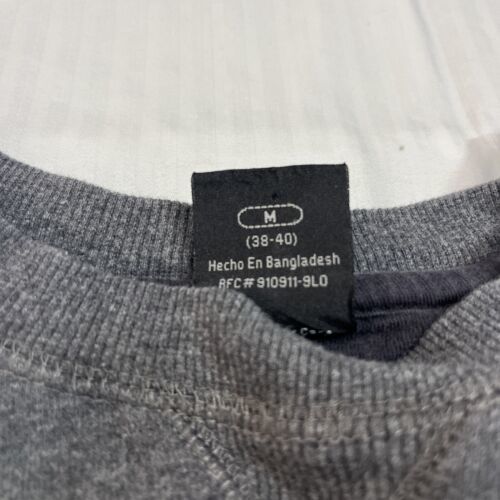 M
(38-40)
Hecho En Bangladesh
RFC# 910911-9L0